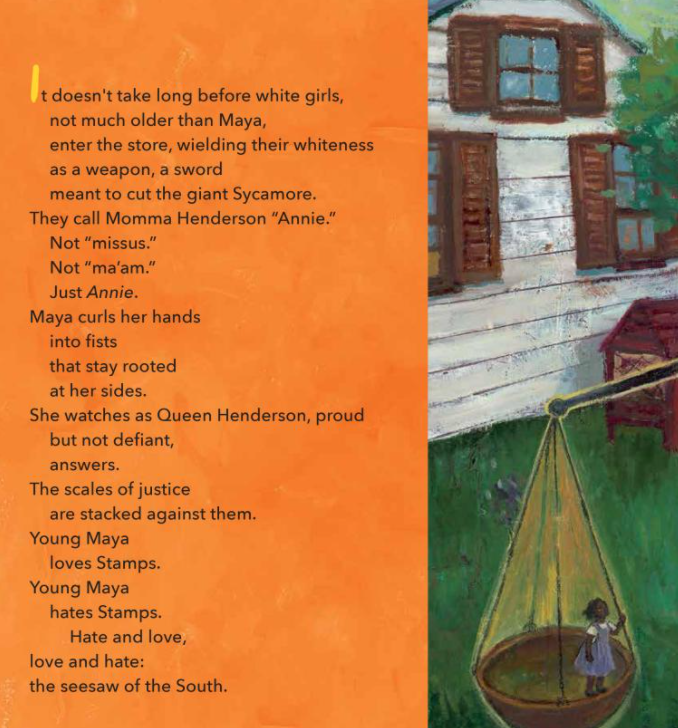 It doesn't take long before white girls,
not much older than Maya,
enter the store, wielding their whiteness
as a weapon, a sword
meant to cut the giant Sycamore.
They call Momma Henderson “Annie.”
Not “missus.”
Not “ma’am.”
Just Annie.
Maya curls her hands
into fists
that stay rooted
at her sides.
She watches as Queen Henderson, proud
but not defiant,
answers.
The scales of justice
are stacked against them.
Young Maya
loves Stamps.
Young Maya
hates Stamps.
Hate and love,
love and hate:
the seesaw of the South.